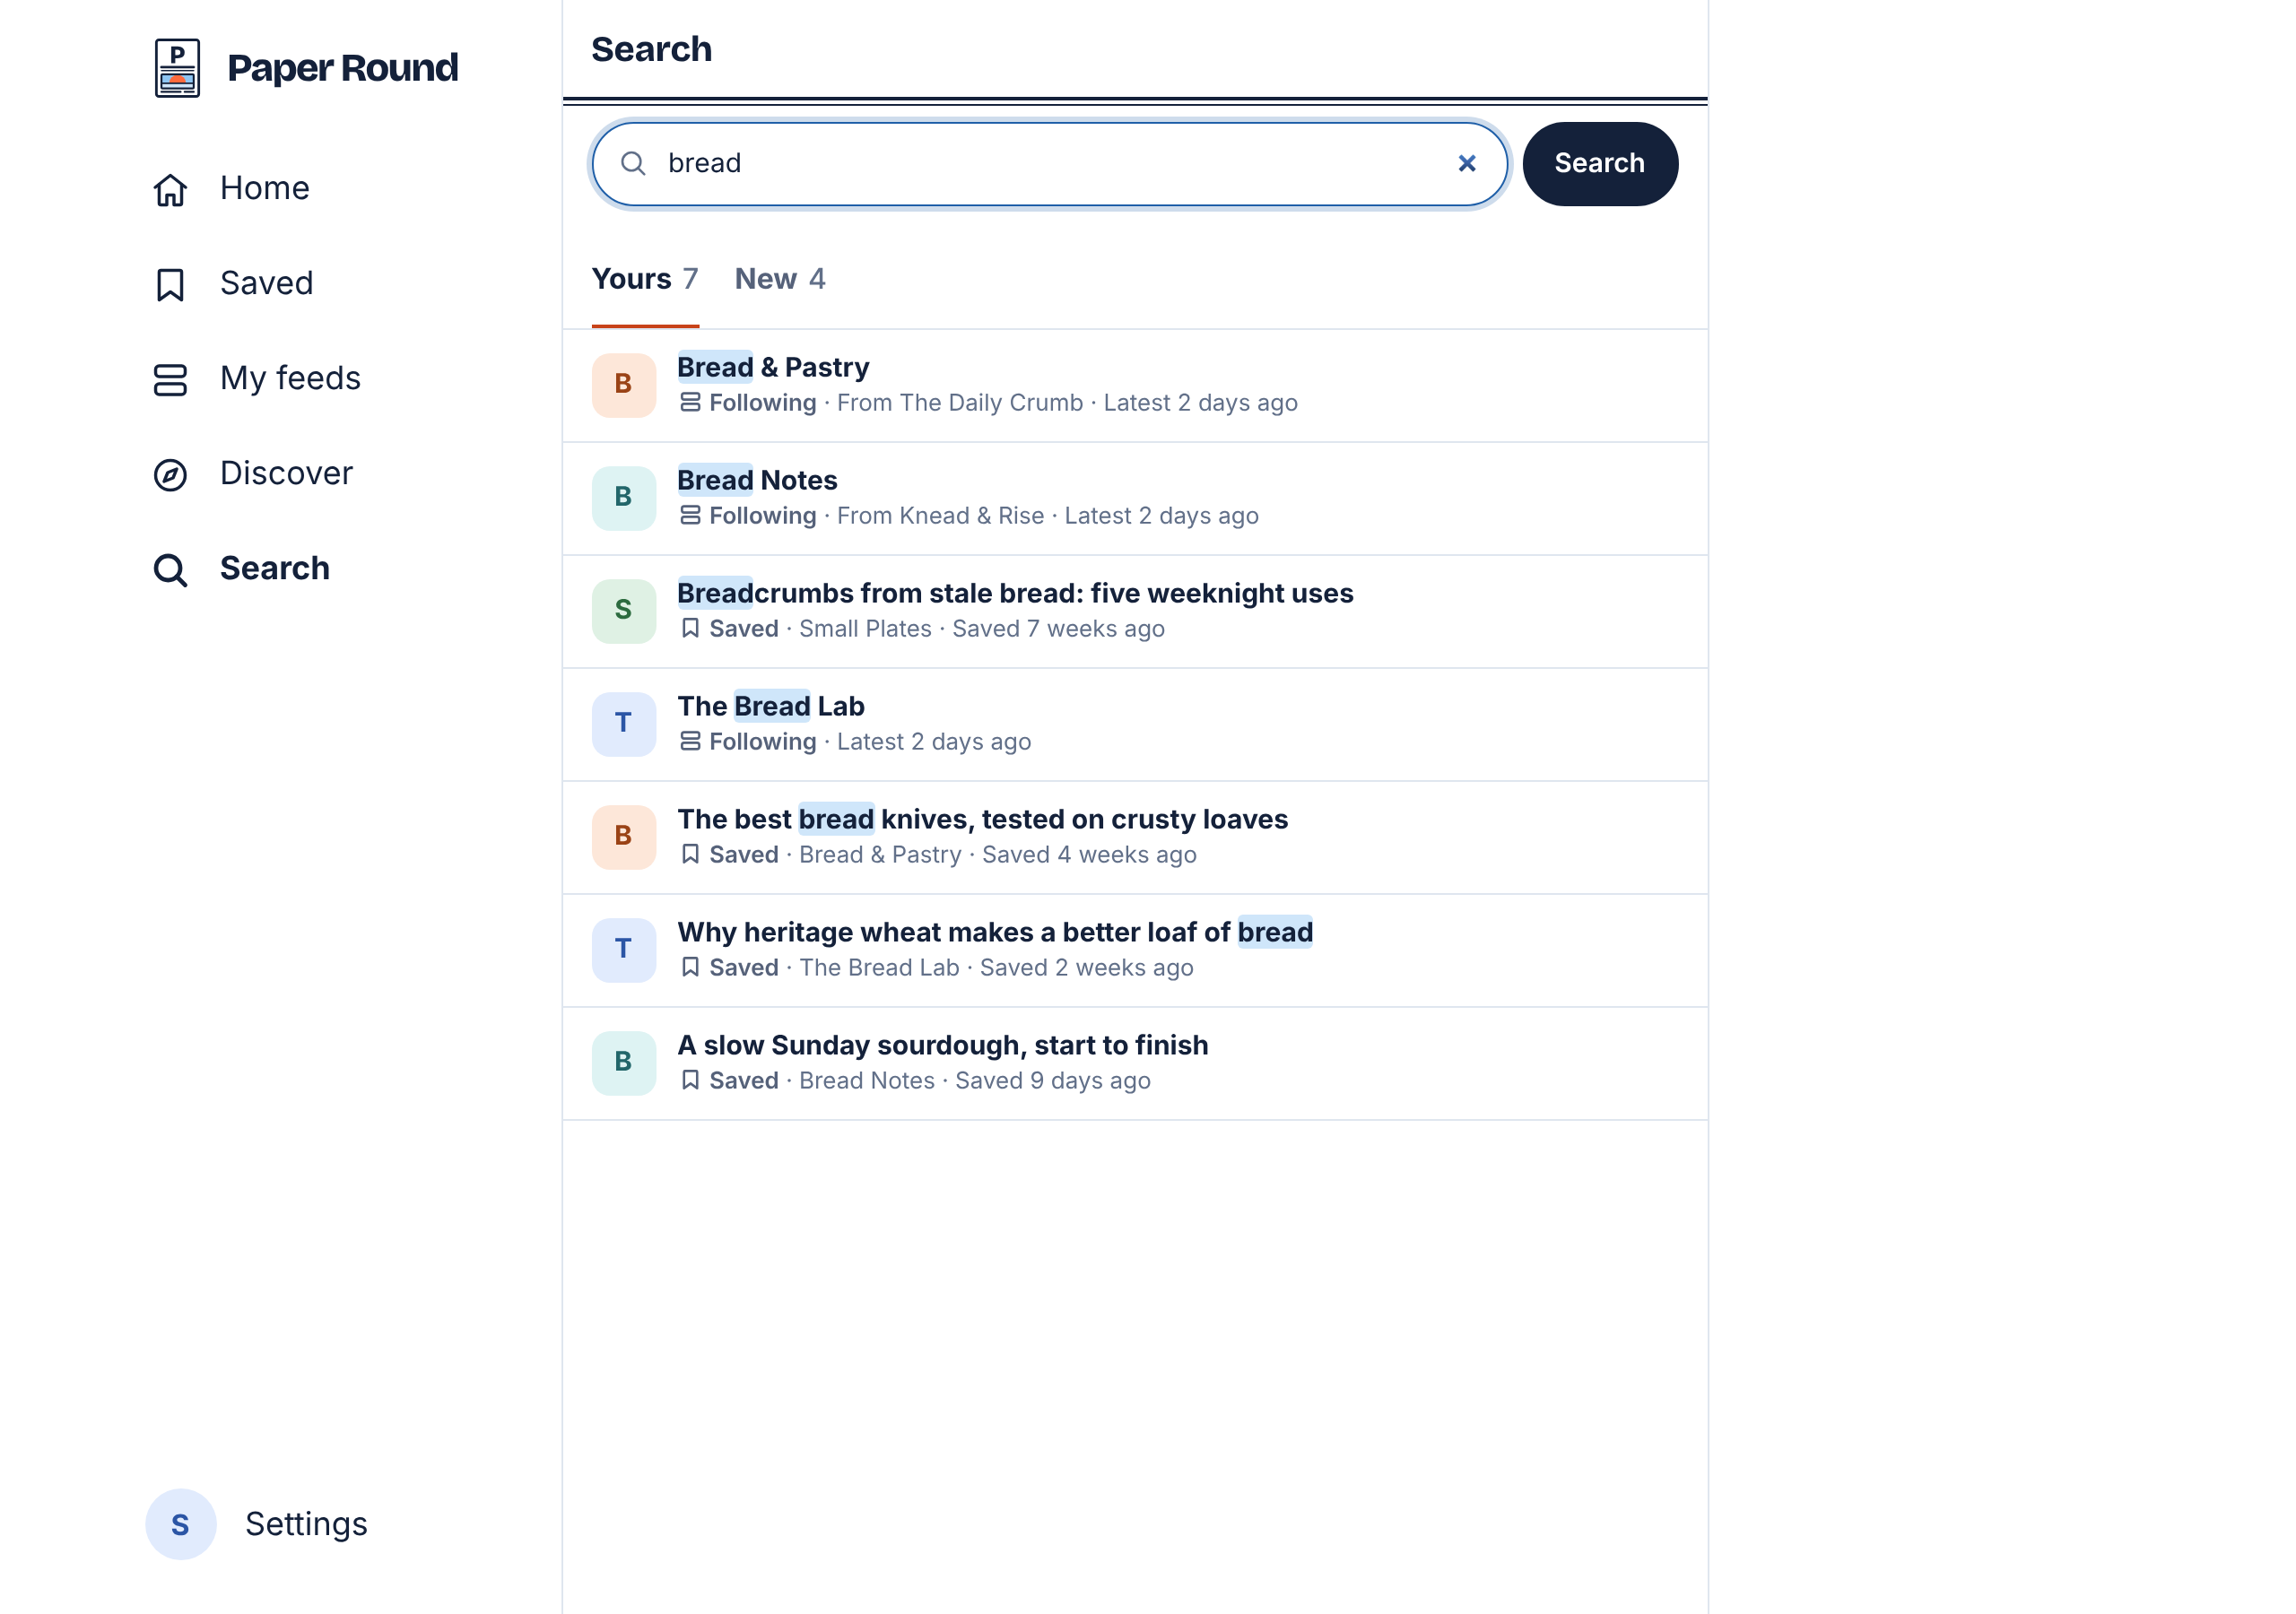 P
Paper Round
Home
Saved
My feeds
Discover
Search
S
Settings
Search
bread
Search
Yours 7
New 4
B
Bread & Pastry
Following · From The Daily Crumb · Latest 2 days ago
B
Bread Notes
Following · From Knead & Rise · Latest 2 days ago
S
Breadcrumbs from stale bread: five weeknight uses
Saved · Small Plates · Saved 7 weeks ago
T
The Bread Lab
Following · Latest 2 days ago
B
The best bread knives, tested on crusty loaves
Saved · Bread & Pastry · Saved 4 weeks ago
T
Why heritage wheat makes a better loaf of bread
Saved · The Bread Lab · Saved 2 weeks ago
B
A slow Sunday sourdough, start to finish
Saved · Bread Notes · Saved 9 days ago